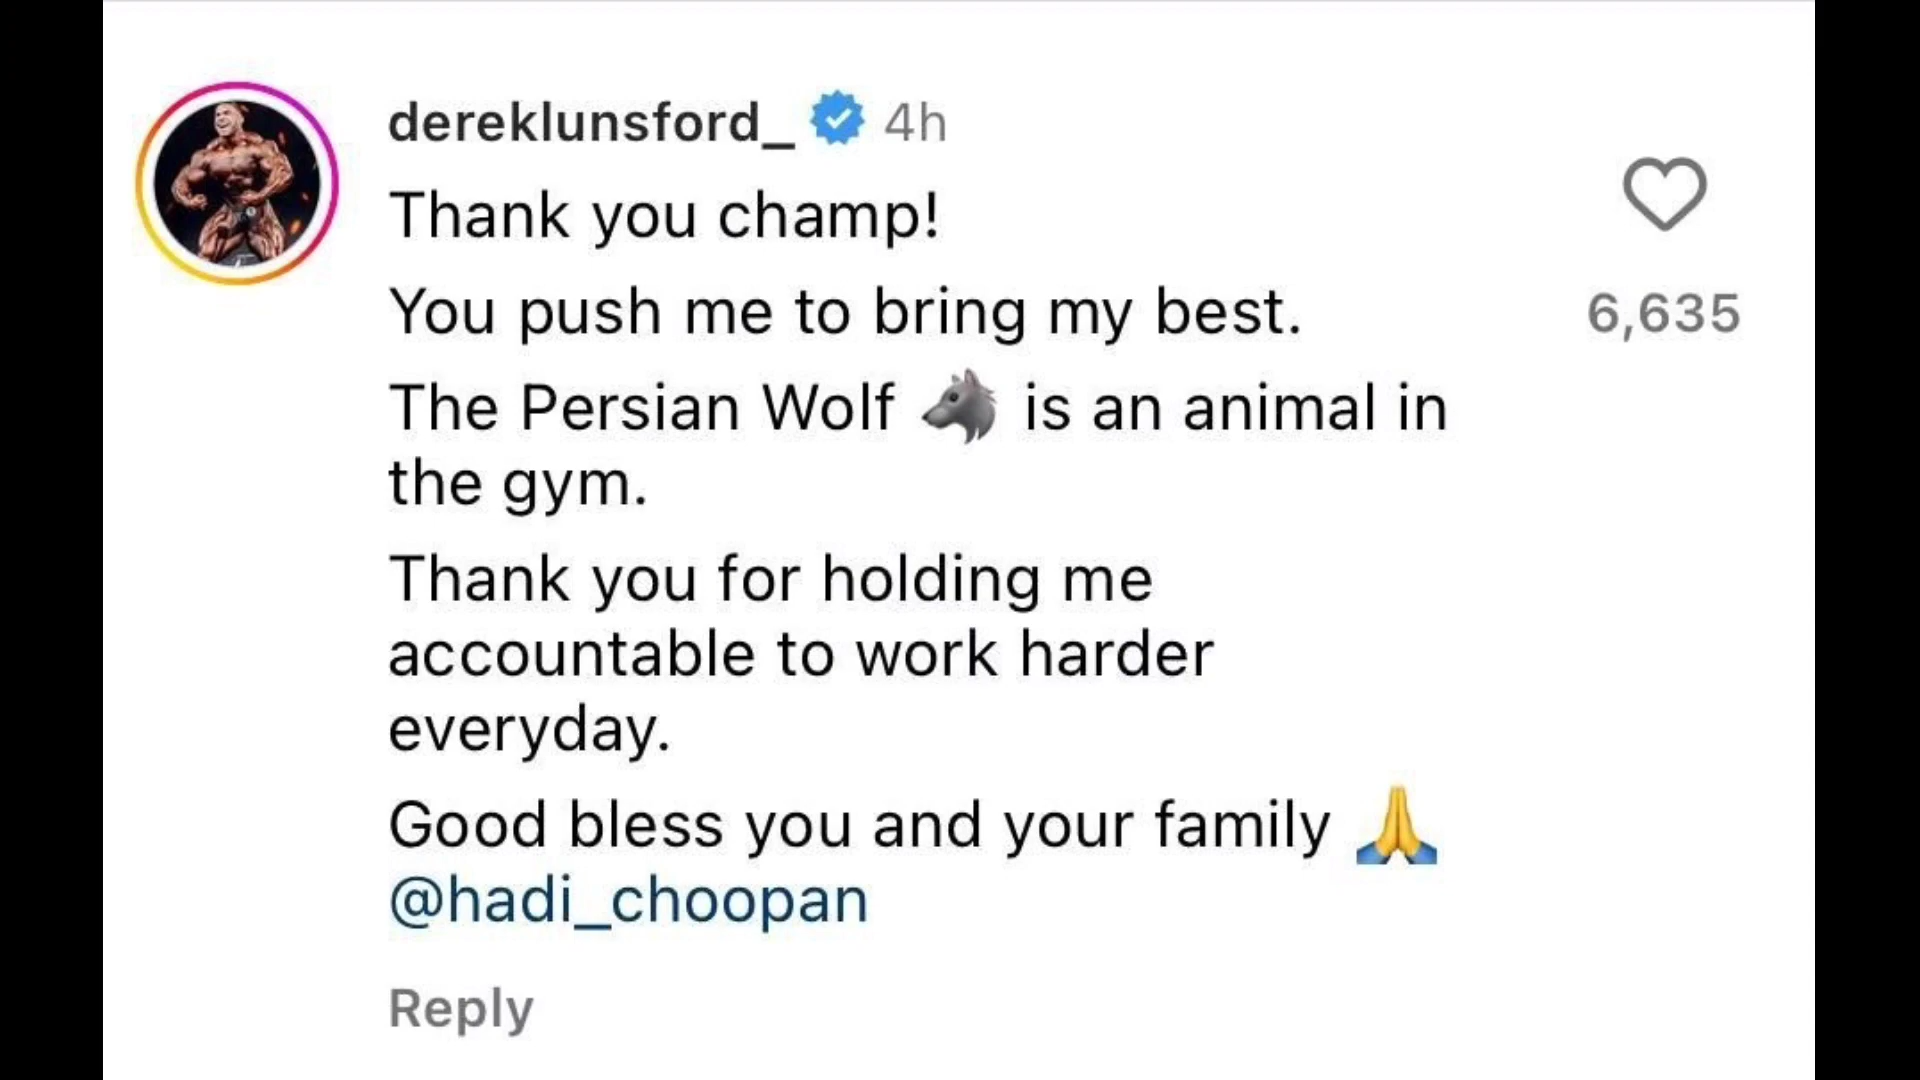 dereklunsford_ 4h
Thank you champ!
You push me to bring my best.
6,635
The Persian Wolf 🐺 is an animal in
the gym.
Thank you for holding me
accountable to work harder
everyday.
Good bless you and your family 🙏
@hadi_choopan
Reply